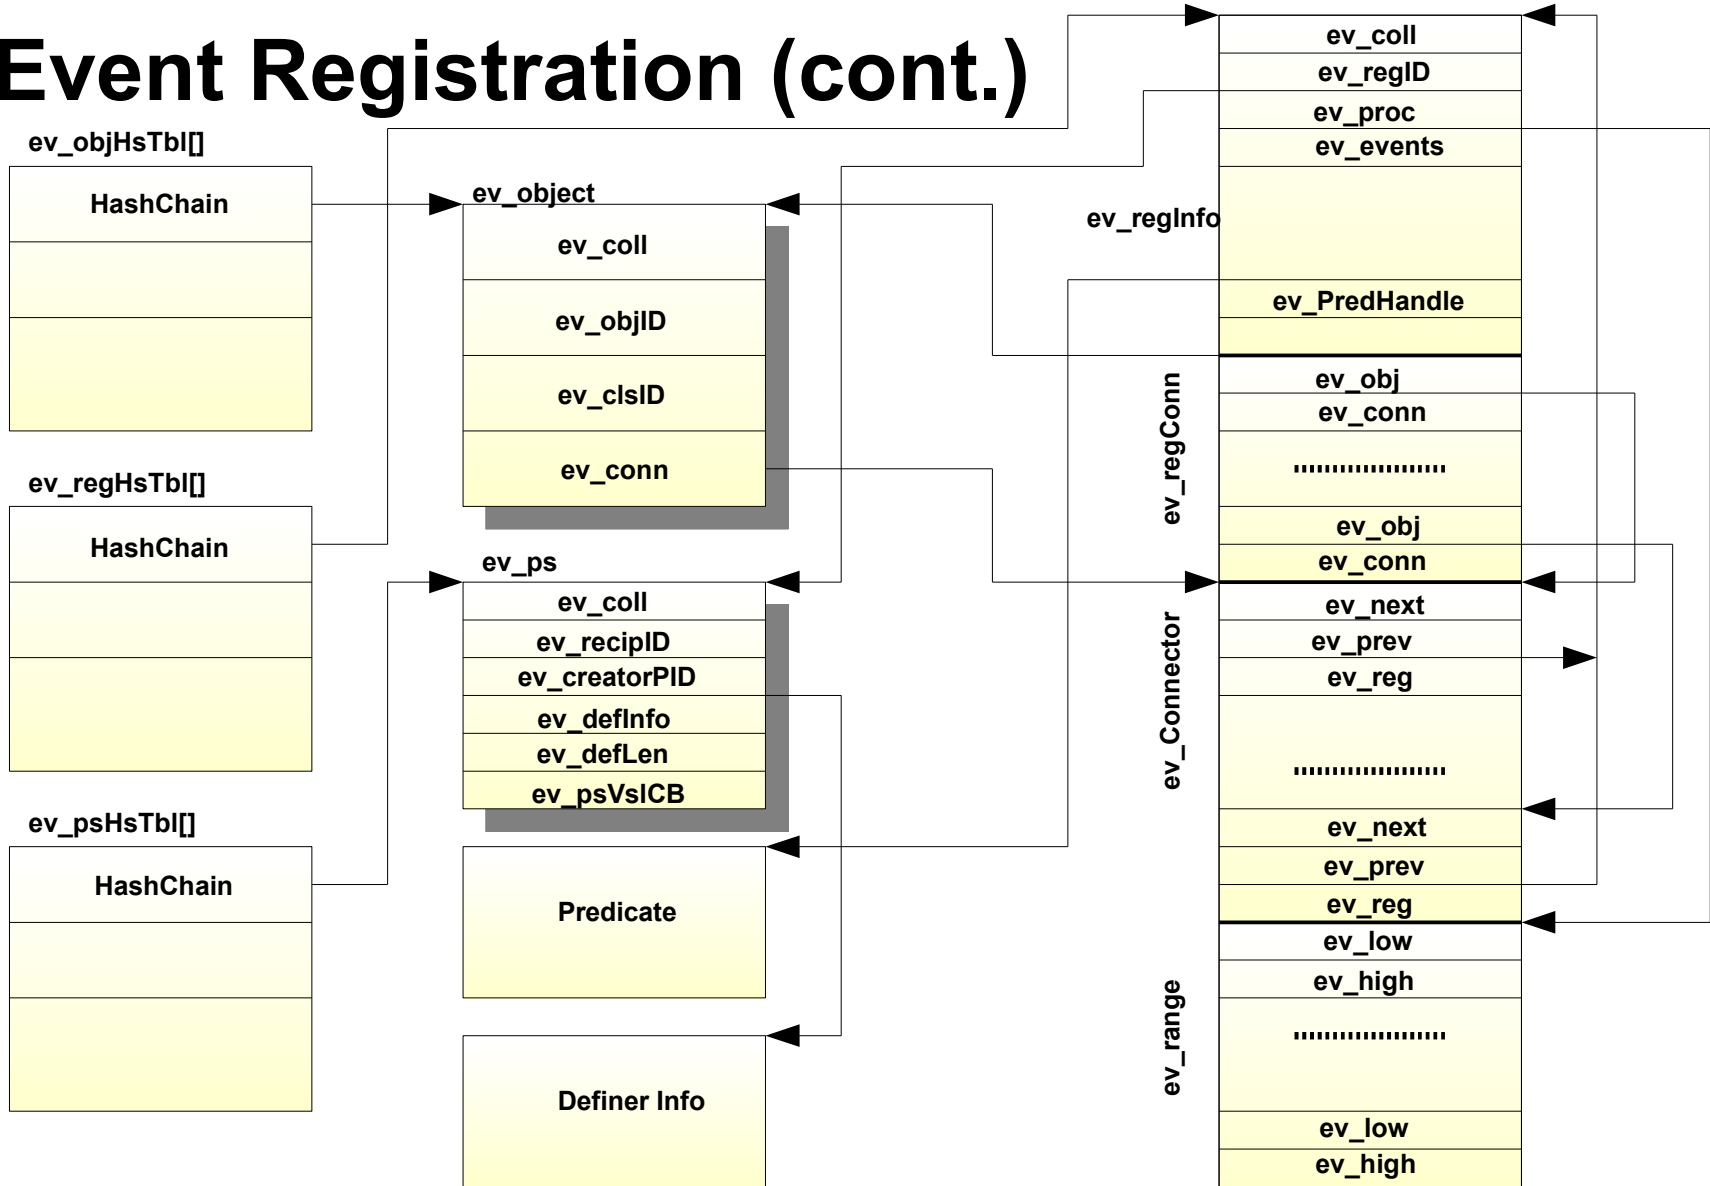 Event Registration (cont.)
ev_objHsTbl[]
HashChain
ev_regHsTbl[]
HashChain
ev_psHsTbl[]
HashChain
ev_object
ev_coll
ev_objID
ev_clsID
ev_conn
ev_ps
ev_coll
ev_recipID
ev_creatorPID
ev_defInfo
ev_defLen
ev_psVslCB
Predicate
Definer Info
ev_regInfo
ev_coll
ev_regID
ev_proc
ev_events
ev_PredHandle
ev_regConn
ev_obj
ev_conn
....................
ev_obj
ev_conn
ev_Connector
ev_next
ev_prev
ev_reg
....................
ev_next
ev_prev
ev_reg
ev_range
ev_low
ev_high
....................
ev_low
ev_high